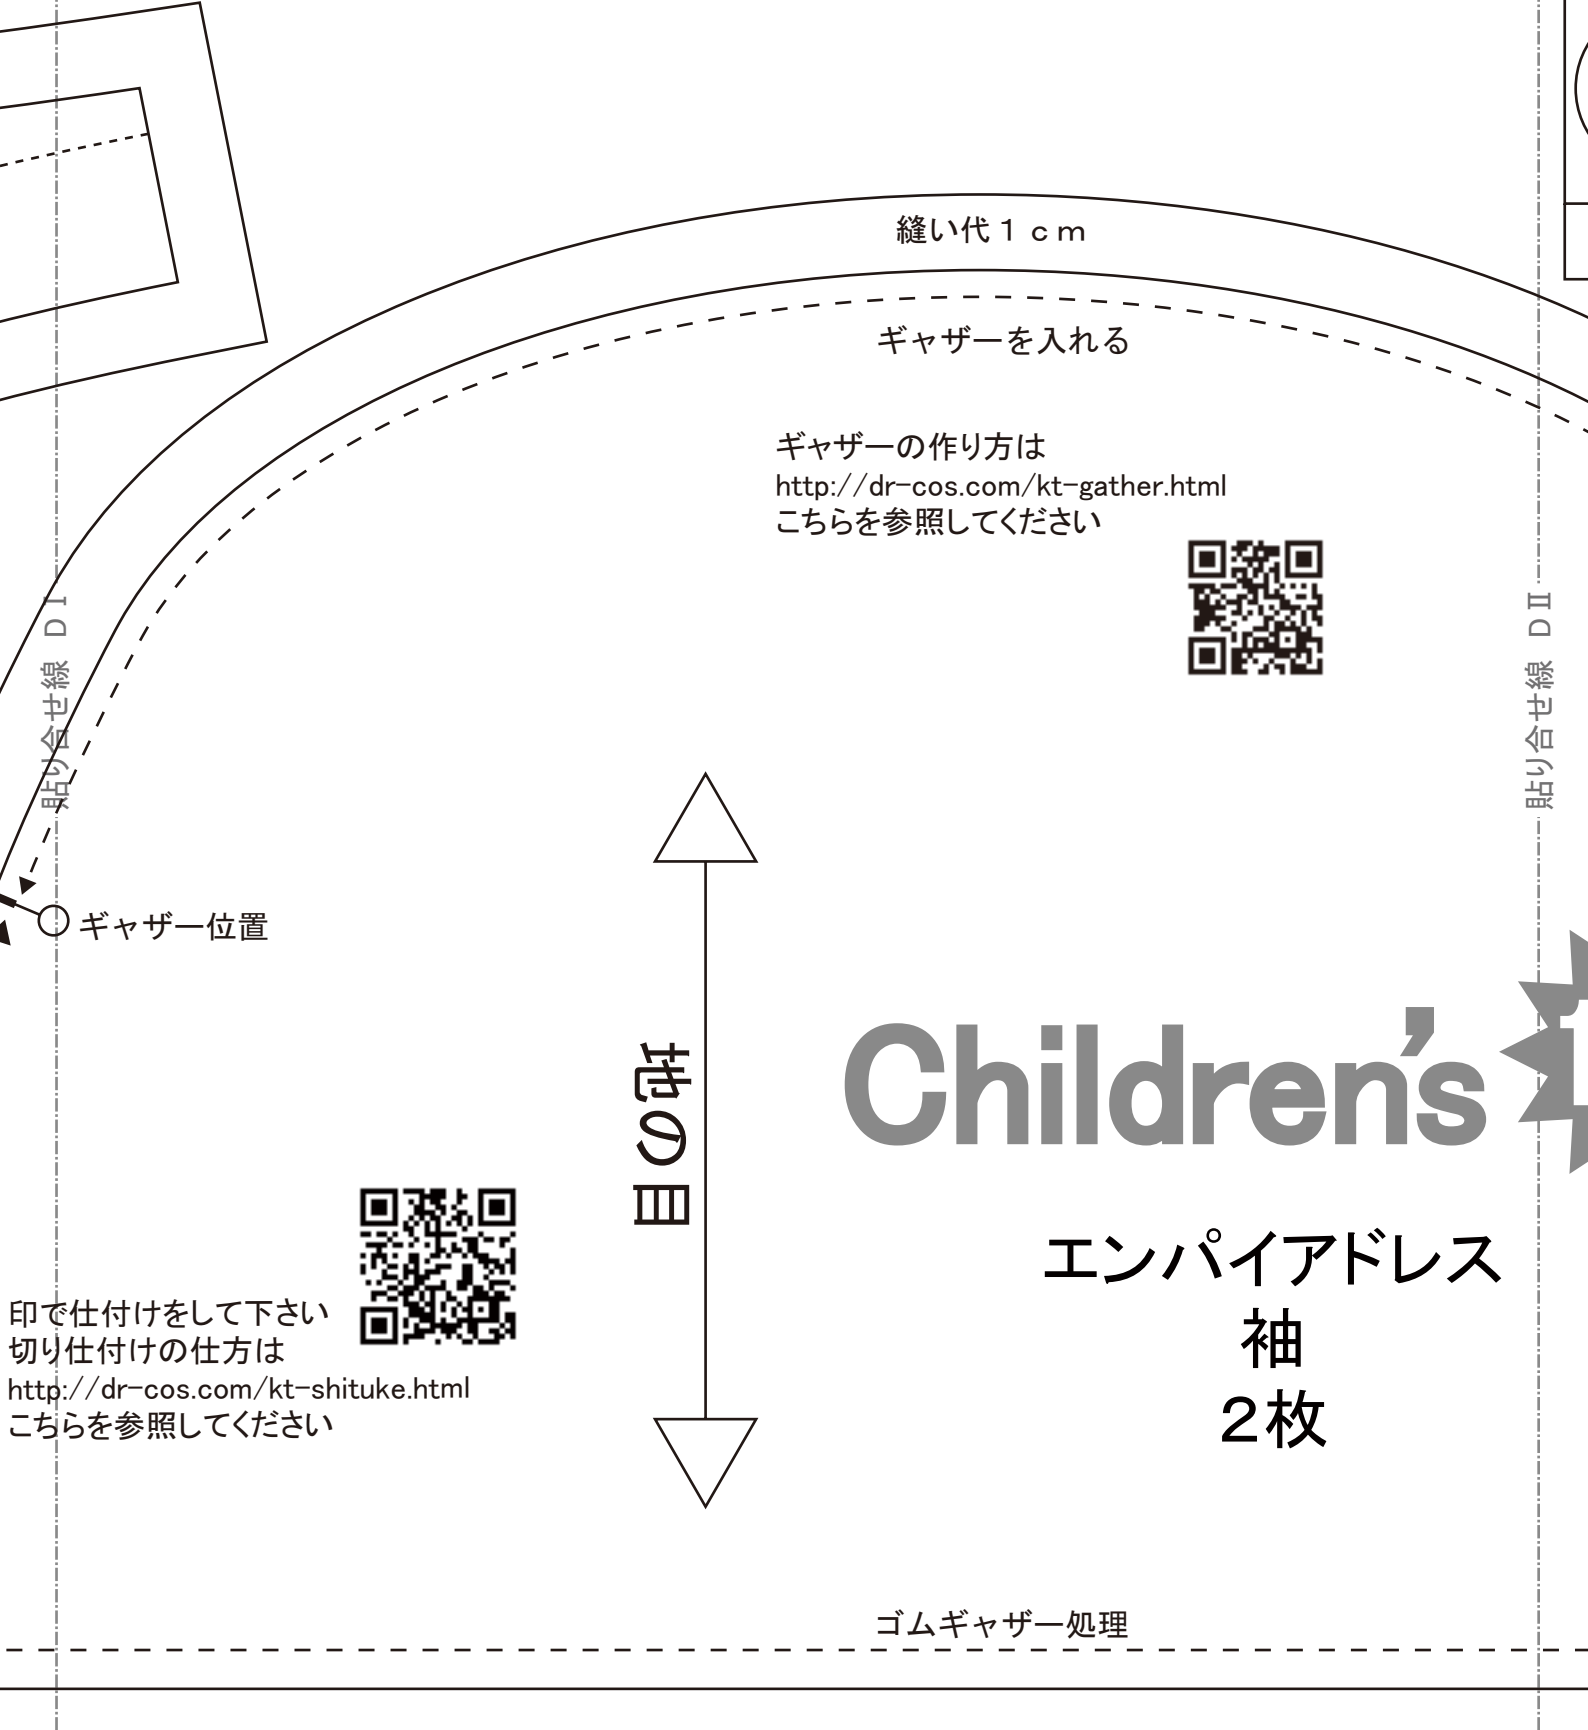 縫い代１ｃｍ
ギャザーを入れる
ギャザーの作り方は
http://dr-cos.com/kt-gather.html
こちらを参照してください
貼り合せ線 DⅠ
貼り合せ線 DⅡ
ギャザー位置
地の目
Children's
エンパイアドレス
袖
２枚
印で仕付けをして下さい
切り仕付けの仕方は
http://dr-cos.com/kt-shituke.html
こちらを参照してください
ゴムギャザー処理